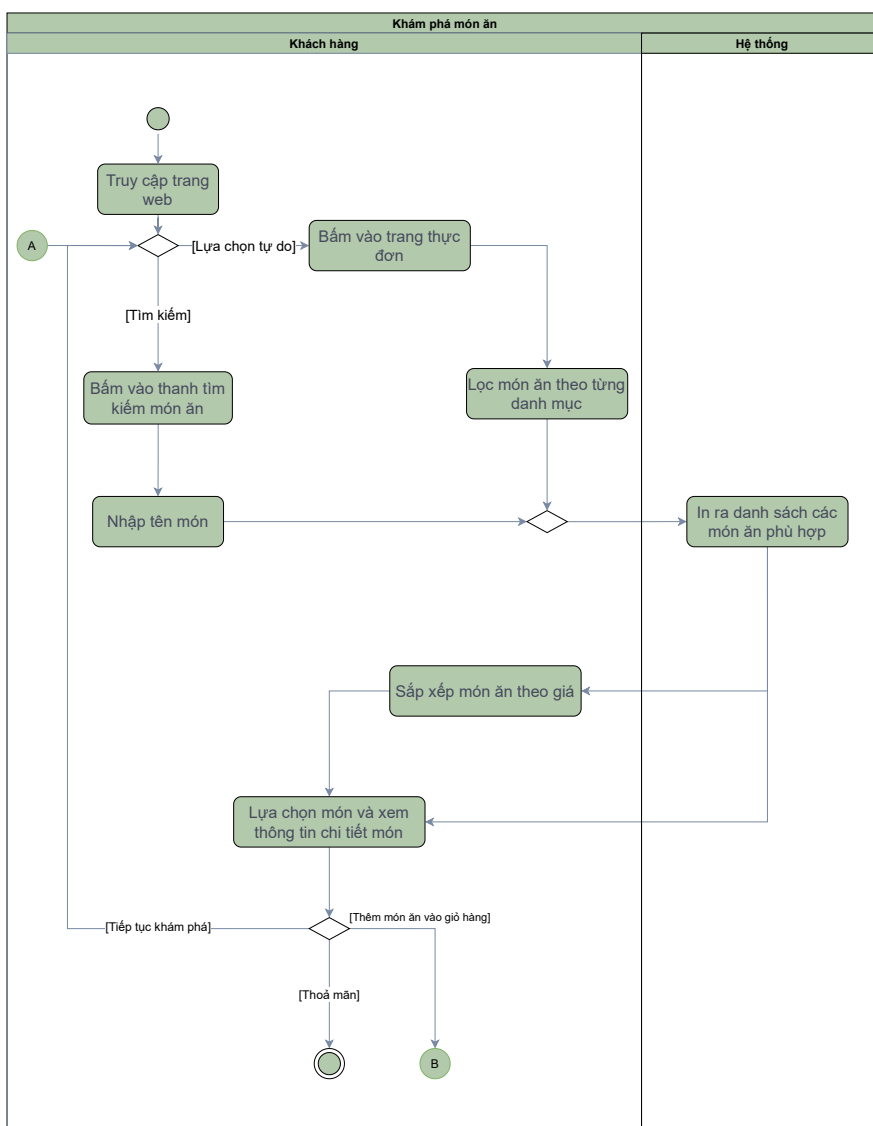 Khám phá món ăn
Khách hàng
Hệ thống
Truy cập trang
web
A
[Lựa chọn tự do]
Bấm vào trang thực
đơn
[Tìm kiếm]
Bấm vào thanh tìm
kiếm món ăn
Lọc món ăn theo từng
danh mục
Nhập tên món
In ra danh sách các
món ăn phù hợp
Sắp xếp món ăn theo giá
Lựa chọn món và xem
thông tin chi tiết món
[Tiếp tục khám phá]
[Thêm món ăn vào giỏ hàng]
[Thoả mãn]
B